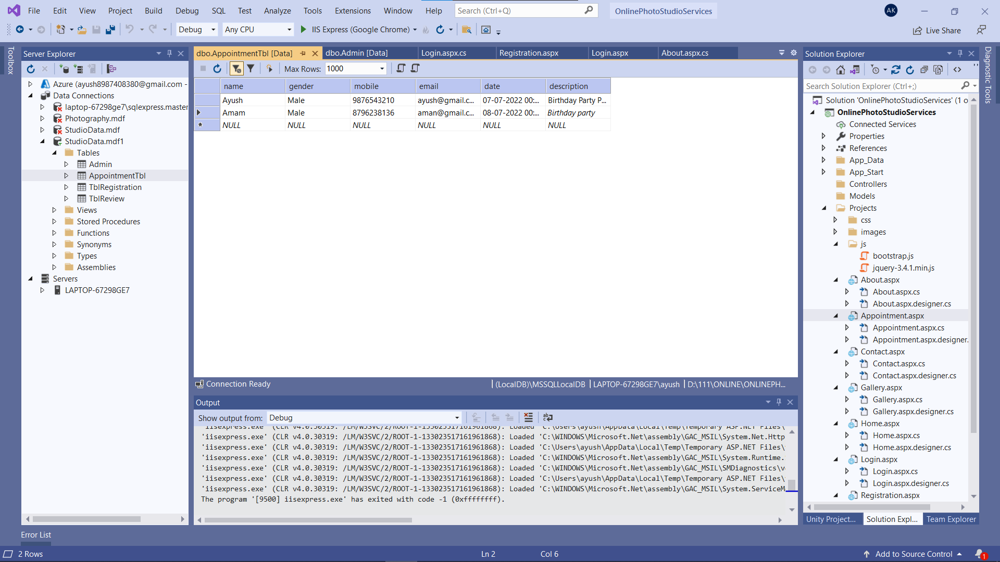 File Edit View Project Build Debug SQL Test Analyze Tools Extensions Window Help Search (Ctrl+Q) OnlinePhotoStudioServices AK
Debug Any CPU IIS Express (Google Chrome) Live Share
Toolbox
Server Explorer
Azure (ayush8987408380@gmail.com -
Data Connections
laptop-67298ge7\sqlexpress.master
Photography.mdf
StudioData.mdf
StudioData.mdf1
Tables
Admin
AppointmentTbl
TblRegistration
TblReview
Views
Stored Procedures
Functions
Synonyms
Types
Assemblies
Servers
LAPTOP-67298GE7
dbo.AppointmentTbl [Data] dbo.Admin [Data] Login.aspx.cs Registration.aspx Login.aspx About.aspx.cs
Max Rows: 1000
name gender mobile email date description
Ayush Male 9876543210 ayush@gmail.c... 07-07-2022 00:... Birthday Party P...
Amam Male 8796238136 aman@gmail.c... 08-07-2022 00:... Birthday party
NULL NULL NULL NULL NULL NULL
Connection Ready (LocalDB)\MSSQLLocalDB LAPTOP-67298GE7\ayush D:\111\ONLINE\ONLINEPH...
Output
Show output from: Debug
'iisexpress.exe' (CLR v4.0.30319: /LM/W3SVC/2/ROOT-1-133023517161961868): Loaded 'C:\Users\ayush\AppData\Local\Temp\Temporary ASP.NET Files\
'iisexpress.exe' (CLR v4.0.30319: /LM/W3SVC/2/ROOT-1-133023517161961868): Loaded 'C:\WINDOWS\Microsoft.Net\assembly\GAC_MSIL\System.Net.Http
'iisexpress.exe' (CLR v4.0.30319: /LM/W3SVC/2/ROOT-1-133023517161961868): Loaded 'C:\Users\ayush\AppData\Local\Temp\Temporary ASP.NET Files\
'iisexpress.exe' (CLR v4.0.30319: /LM/W3SVC/2/ROOT-1-133023517161961868): Loaded 'C:\WINDOWS\Microsoft.Net\assembly\GAC_MSIL\System.Runtime.
'iisexpress.exe' (CLR v4.0.30319: /LM/W3SVC/2/ROOT-1-133023517161961868): Loaded 'C:\WINDOWS\Microsoft.Net\assembly\GAC_MSIL\SMDiagnostics\v
'iisexpress.exe' (CLR v4.0.30319: /LM/W3SVC/2/ROOT-1-133023517161961868): Loaded 'C:\Users\ayush\AppData\Local\Temp\Temporary ASP.NET Files\
'iisexpress.exe' (CLR v4.0.30319: /LM/W3SVC/2/ROOT-1-133023517161961868): Loaded 'C:\WINDOWS\Microsoft.Net\assembly\GAC_MSIL\System.ServiceM
The program '[9500] iisexpress.exe' has exited with code -1 (0xffffffff).
Solution Explorer
Search Solution Explorer (Ctrl+;)
Solution 'OnlinePhotoStudioServices' (1 o
OnlinePhotoStudioServices
Connected Services
Properties
References
App_Data
App_Start
Controllers
Models
Projects
css
images
js
bootstrap.js
jquery-3.4.1.min.js
About.aspx
About.aspx.cs
About.aspx.designer.cs
Appointment.aspx
Appointment.aspx.cs
Appointment.aspx.designer.
Contact.aspx
Contact.aspx.cs
Contact.aspx.designer.cs
Gallery.aspx
Gallery.aspx.cs
Gallery.aspx.designer.cs
Home.aspx
Home.aspx.cs
Home.aspx.designer.cs
Login.aspx
Login.aspx.cs
Login.aspx.designer.cs
Registration.aspx
Unity Project... Solution Expl... Team Explorer
Diagnostic Tools
Error List
2 Rows Ln 2 Col 6 Add to Source Control 1